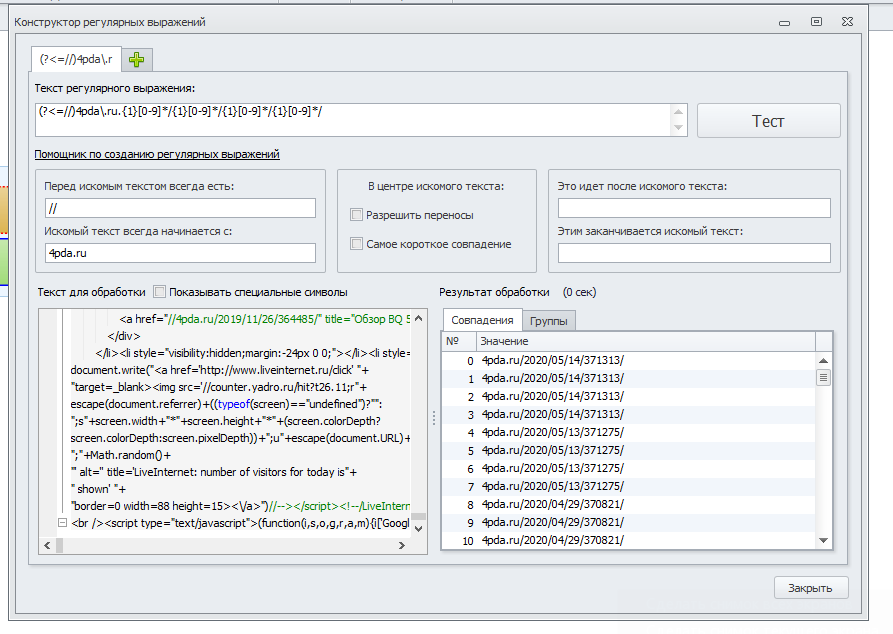 Конструктор регулярных выражений
(?<=//)4pda\.r
Текст регулярного выражения:
(?<=//)4pda\.ru.{1}[0-9]*/{1}[0-9]*/{1}[0-9]*/{1}[0-9]*/
Тест
Помощник по созданию регулярных выражений
Перед искомым текстом всегда есть:
//
Искомый текст всегда начинается с:
4pda.ru
В центре искомого текста:
Разрешить переносы
Самое короткое совпадение
Это идет после искомого текста:
Этим заканчивается искомый текст:
Текст для обработки
Показывать специальные символы
<a href="//4pda.ru/2019/11/26/364485/" title="Обзор BQ 5
</div>
</li><li style="visibility:hidden;margin:-24px 0 0;"></li><li style=
document.write("<a href='http://www.liveinternet.ru/click' "+
"target=_blank><img src='//counter.yadro.ru/hit?t26.11;r"+
escape(document.referrer)+((typeof(screen)=="undefined")?"":
";s"+screen.width+"*"+screen.height+"*"+(screen.colorDepth?
screen.colorDepth:screen.pixelDepth))+";u"+escape(document.URL)+
";"+Math.random()+
"' alt='' title='LiveInternet: number of visitors for today is"+
" shown' "+
"border=0 width=88 height=15><\/a>")//--></script><!--/LiveIntern
<br /><script type="text/javascript">(function(i,s,o,g,r,a,m){i['Googl
Результат обработки (0 сек)
Совпадения
Группы
№ Значение
0 4pda.ru/2020/05/14/371313/
1 4pda.ru/2020/05/14/371313/
2 4pda.ru/2020/05/14/371313/
3 4pda.ru/2020/05/14/371313/
4 4pda.ru/2020/05/13/371275/
5 4pda.ru/2020/05/13/371275/
6 4pda.ru/2020/05/13/371275/
7 4pda.ru/2020/05/13/371275/
8 4pda.ru/2020/04/29/370821/
9 4pda.ru/2020/04/29/370821/
10 4pda.ru/2020/04/29/370821/
Закрыть